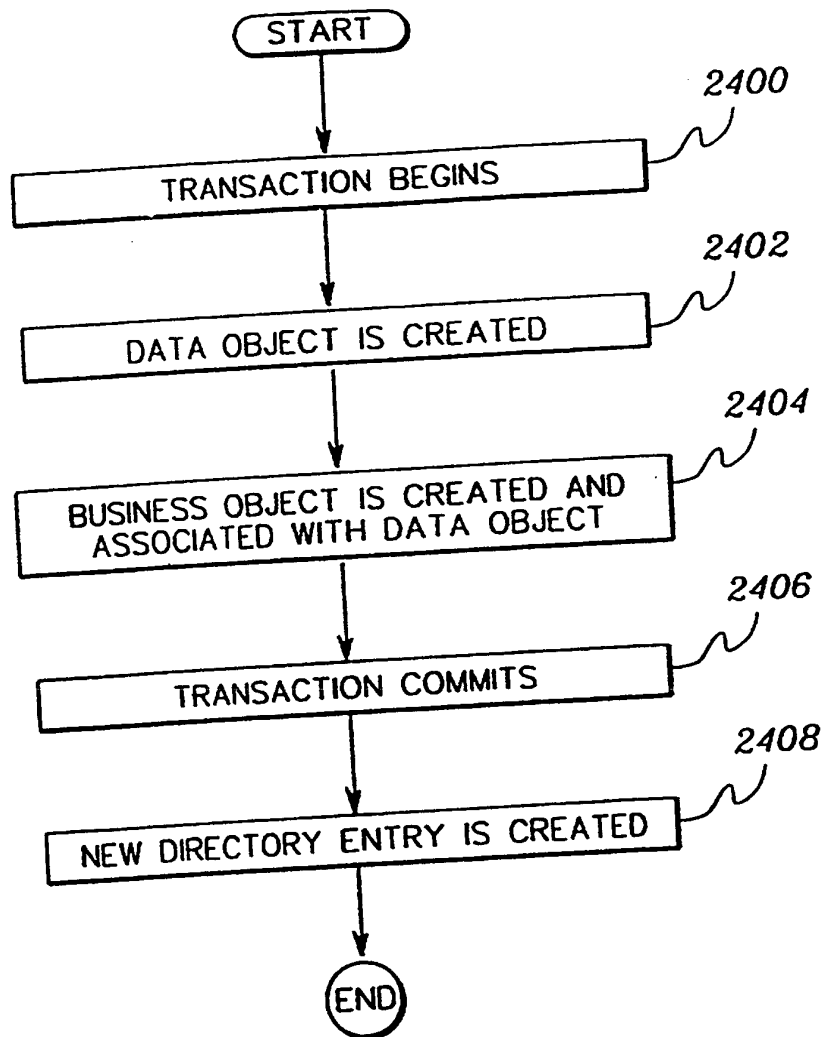 START
2400
TRANSACTION BEGINS
2402
DATA OBJECT IS CREATED
2404
BUSINESS OBJECT IS CREATED AND
ASSOCIATED WITH DATA OBJECT
2406
TRANSACTION COMMITS
2408
NEW DIRECTORY ENTRY IS CREATED
END